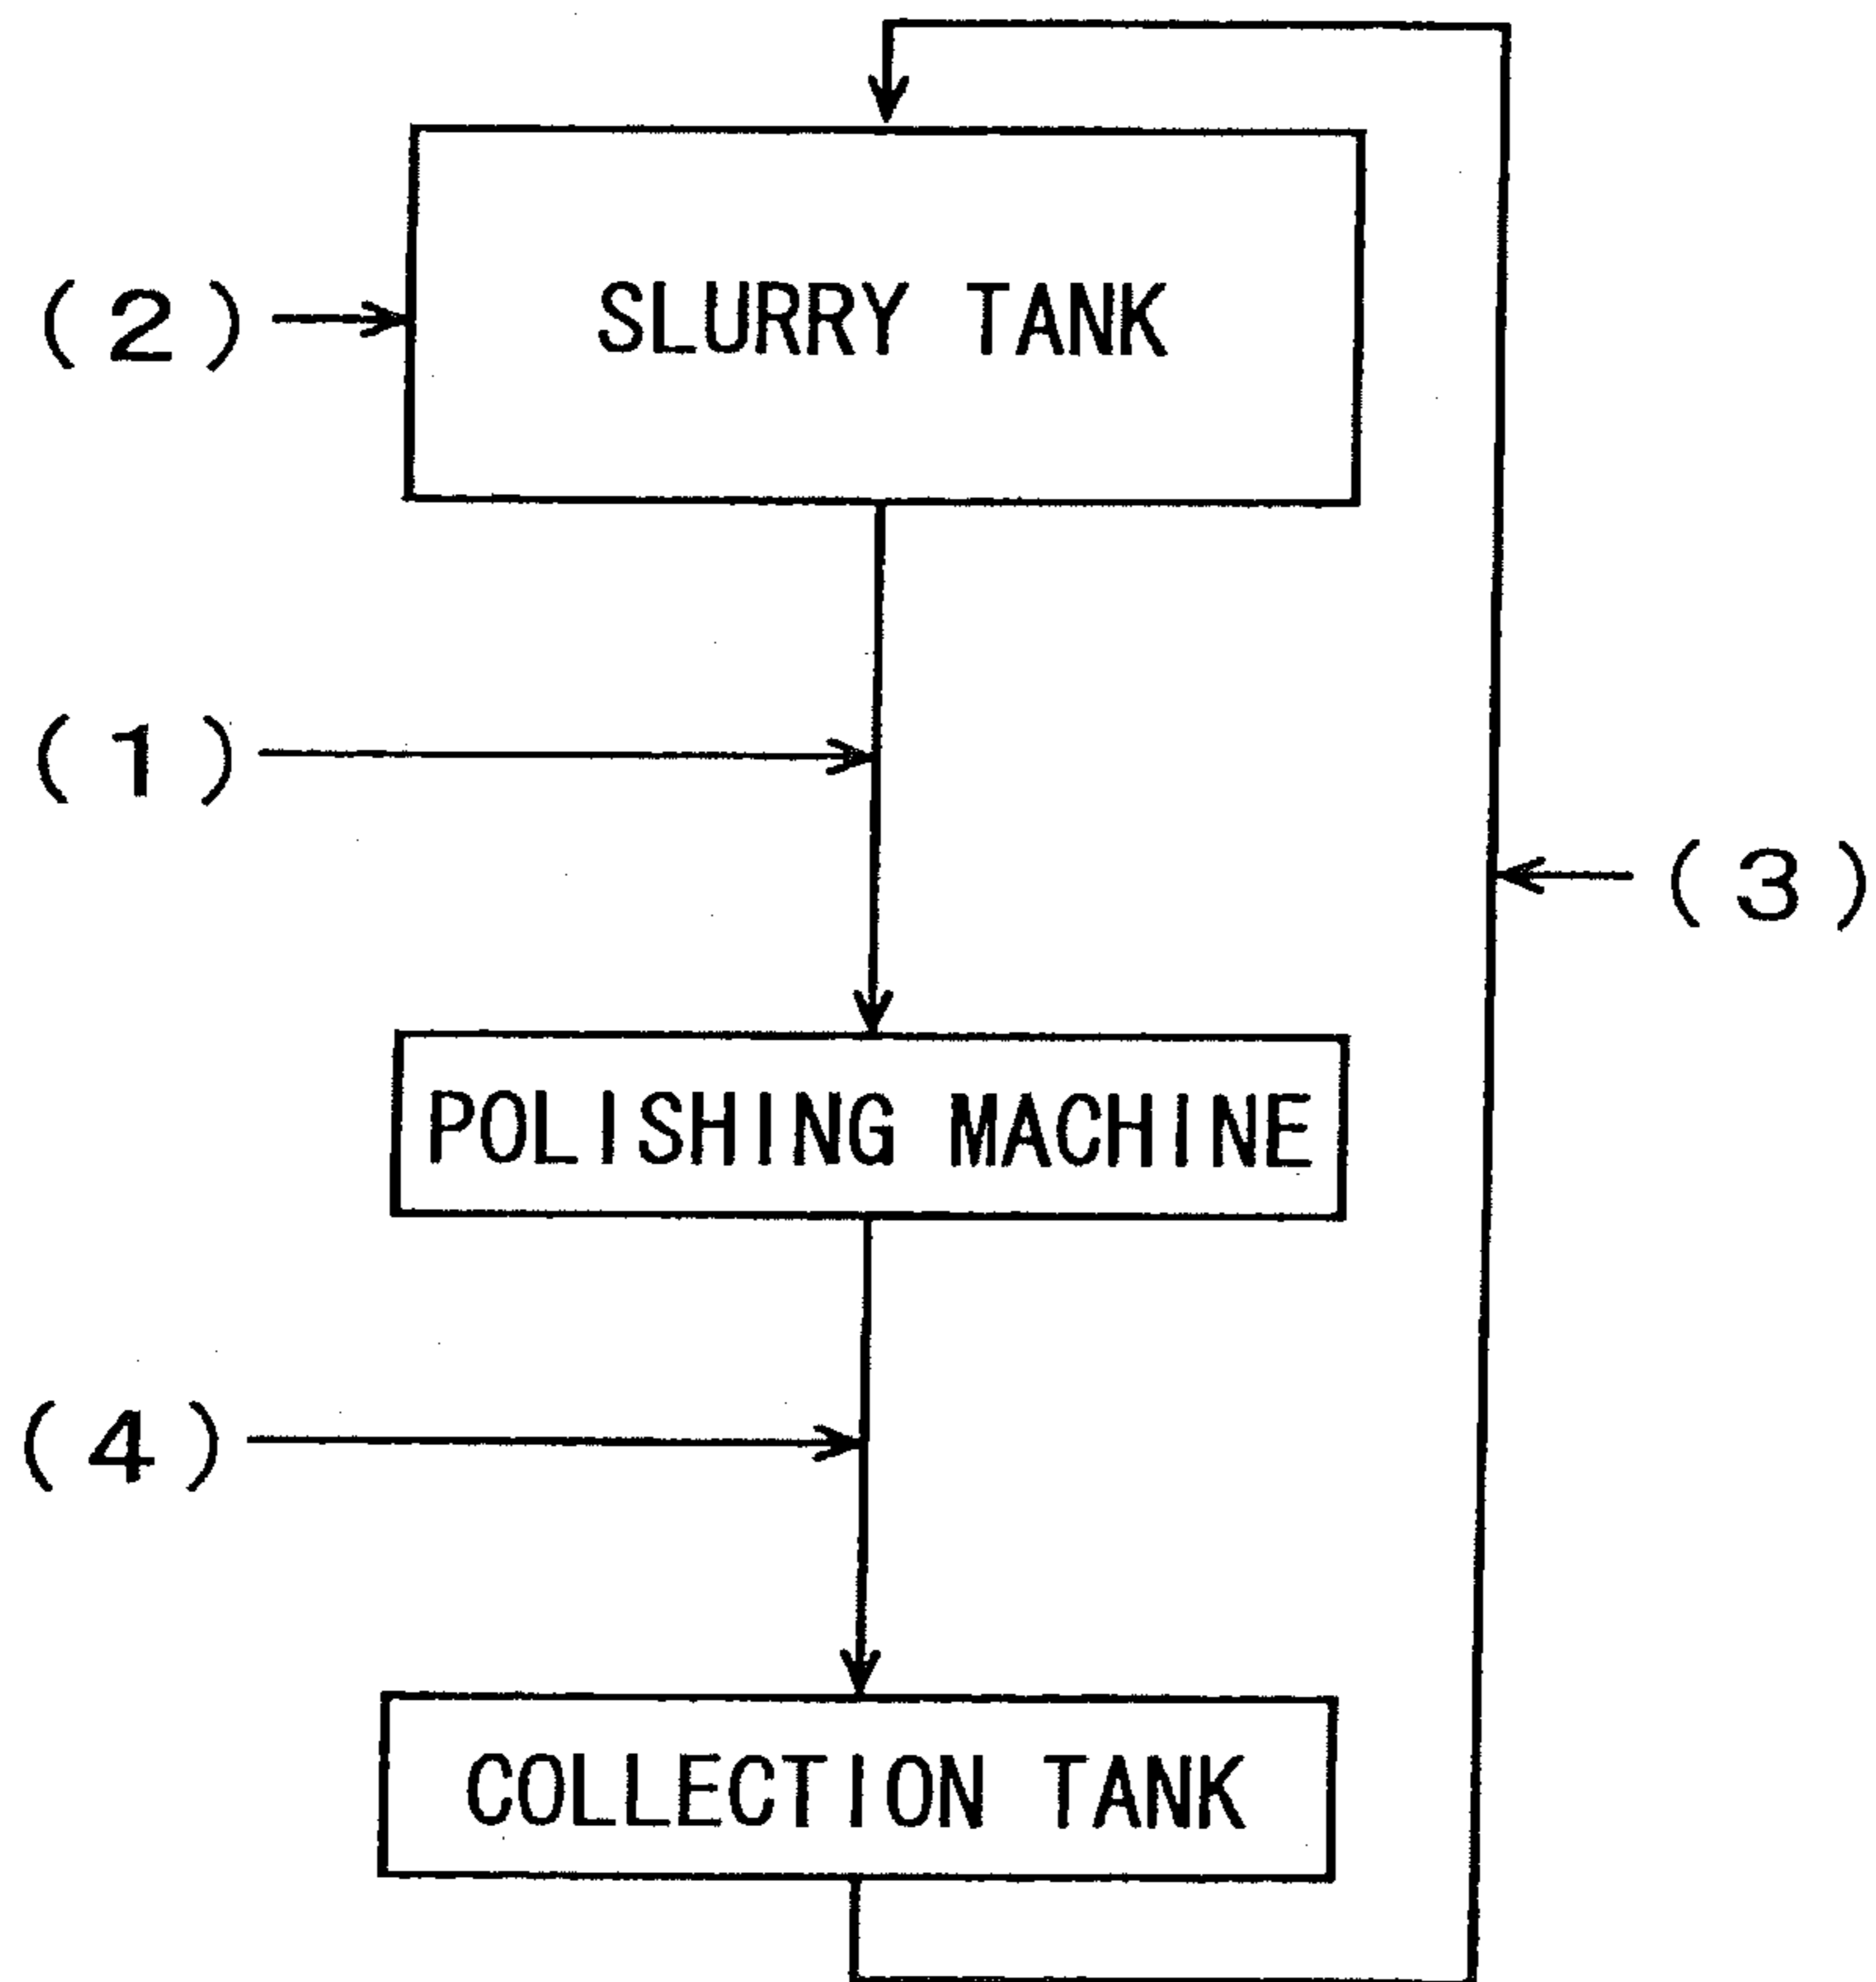 (2)
SLURRY TANK
(1)
(3)
POLISHING MACHINE
(4)
COLLECTION TANK